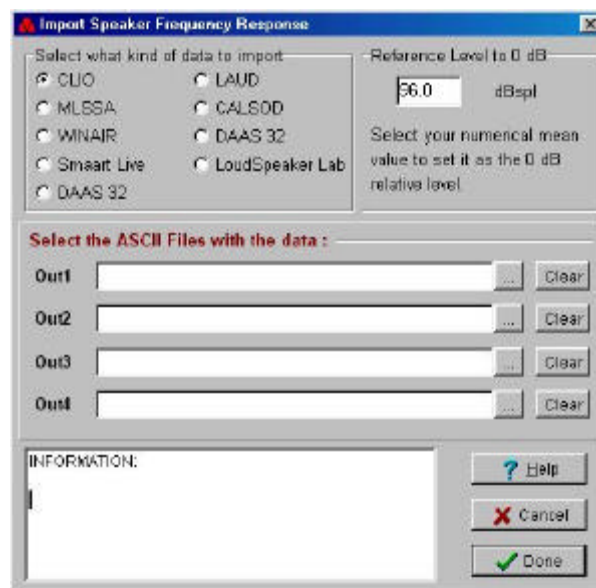 Import Speaker Frequency Response
Select what kind of data to import
CLIO
MLSSA
WINAIR
Smaart Live
DAAS 32
LAUD
CALSOD
DAAS 32
LoudSpeaker Lab
Reference Level to 0 dB
96.0 dBspl
Select your numerical mean
value to set it as the 0 dB
relative level.
Select the ASCII Files with the data :
Out1 ... Clear
Out2 ... Clear
Out3 ... Clear
Out4 ... Clear
INFORMATION:
? Help
Cancel
Done